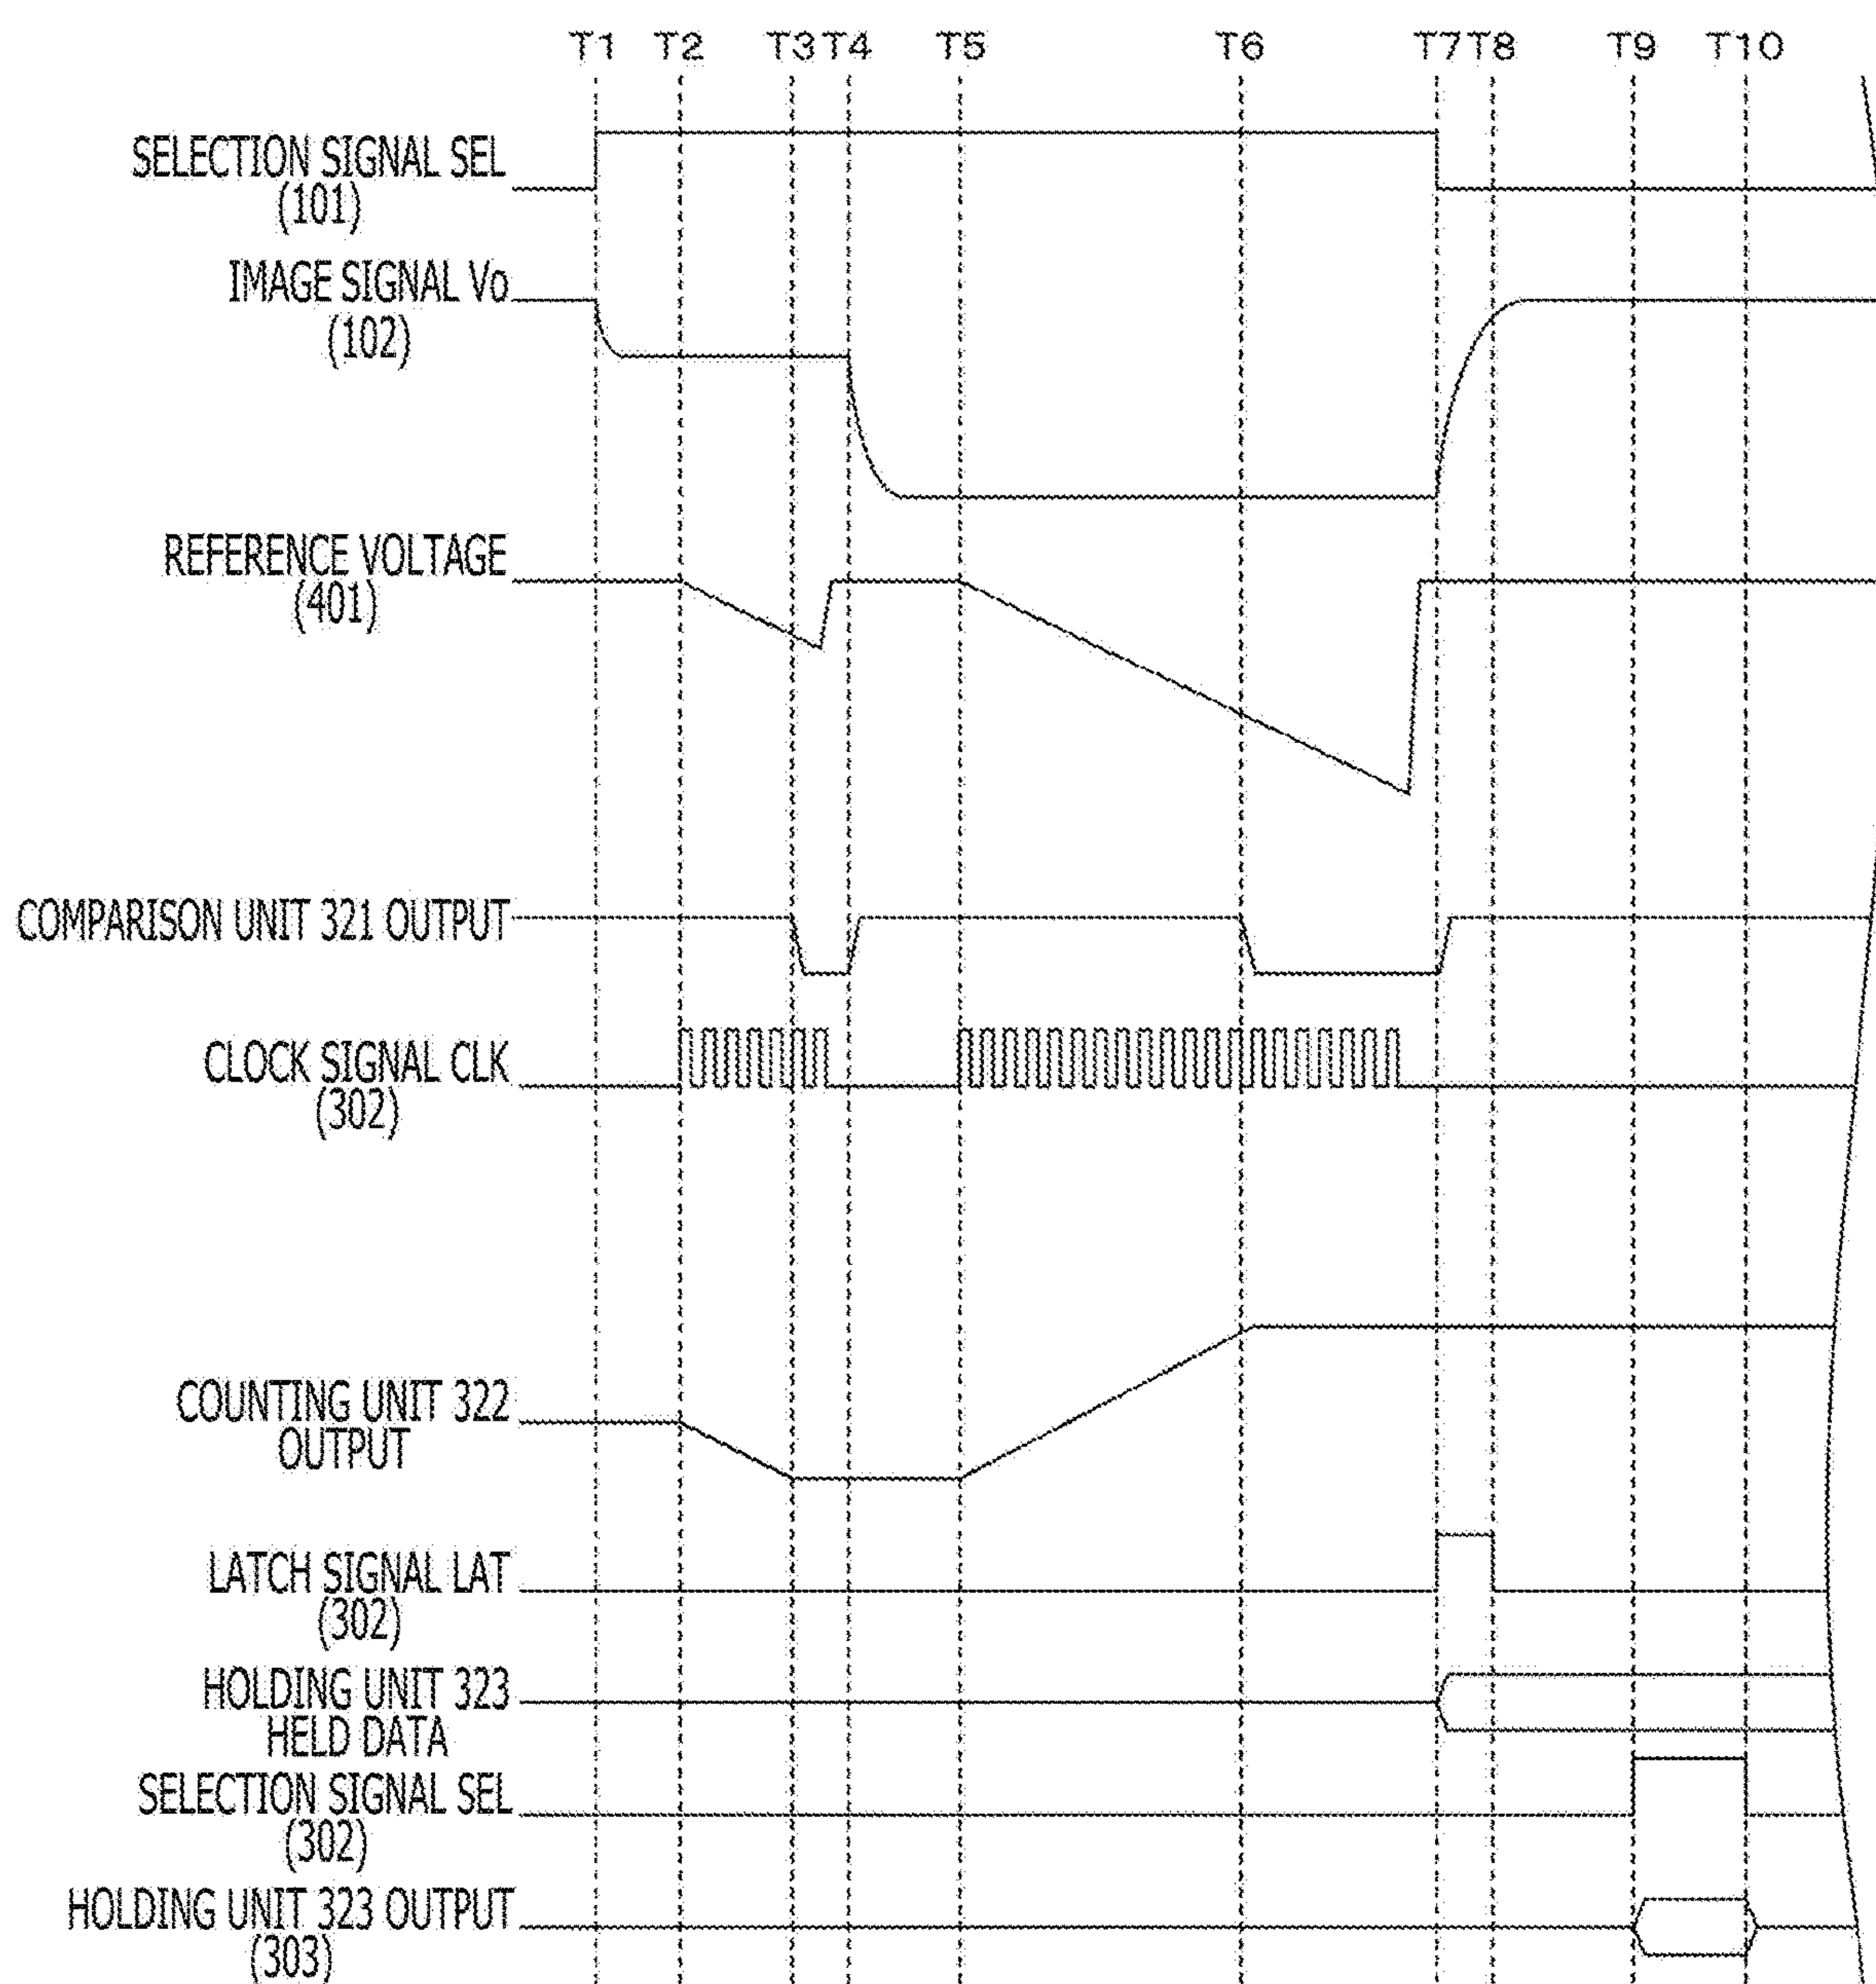 T1 T2 T3 T4 T5 T6 T7 T8 T9 T10
SELECTION SIGNAL SEL
(101)
IMAGE SIGNAL Vo
(102)
REFERENCE VOLTAGE
(401)
COMPARISON UNIT 321 OUTPUT
CLOCK SIGNAL CLK
(302)
COUNTING UNIT 322
OUTPUT
LATCH SIGNAL LAT
(302)
HOLDING UNIT 323
HELD DATA
SELECTION SIGNAL SEL
(302)
HOLDING UNIT 323 OUTPUT
(303)